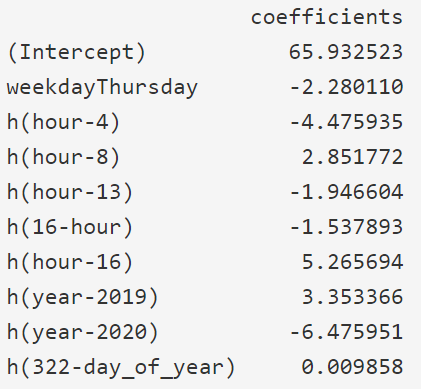 coefficients
(Intercept) 65.932523
weekdayThursday -2.280110
h(hour-4) -4.475935
h(hour-8) 2.851772
h(hour-13) -1.946604
h(16-hour) -1.537893
h(hour-16) 5.265694
h(year-2019) 3.353366
h(year-2020) -6.475951
h(322-day_of_year) 0.009858